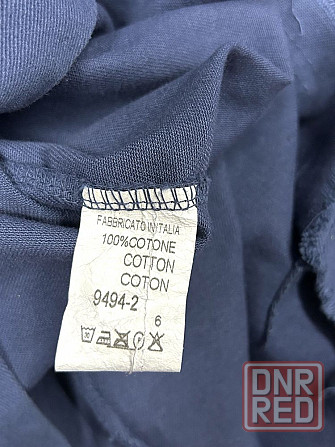 FABBRICATO IN ITALIA
100%COTONE
COTTON
COTON
9494-2
6
DNR
RED